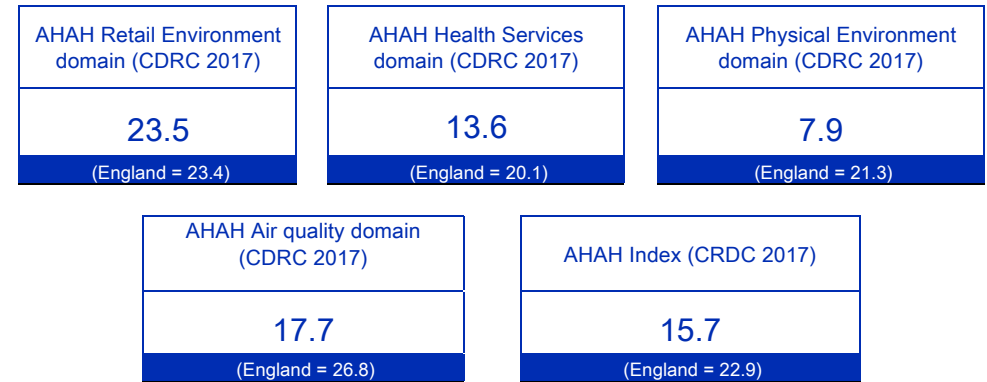 AHAH Retail Environment
domain (CDRC 2017)
23.5
(England = 23.4)
AHAH Health Services
domain (CDRC 2017)
13.6
(England = 20.1)
AHAH Physical Environment
domain (CDRC 2017)
7.9
(England = 21.3)
AHAH Air quality domain
(CDRC 2017)
17.7
(England = 26.8)
AHAH Index (CRDC 2017)
15.7
(England = 22.9)